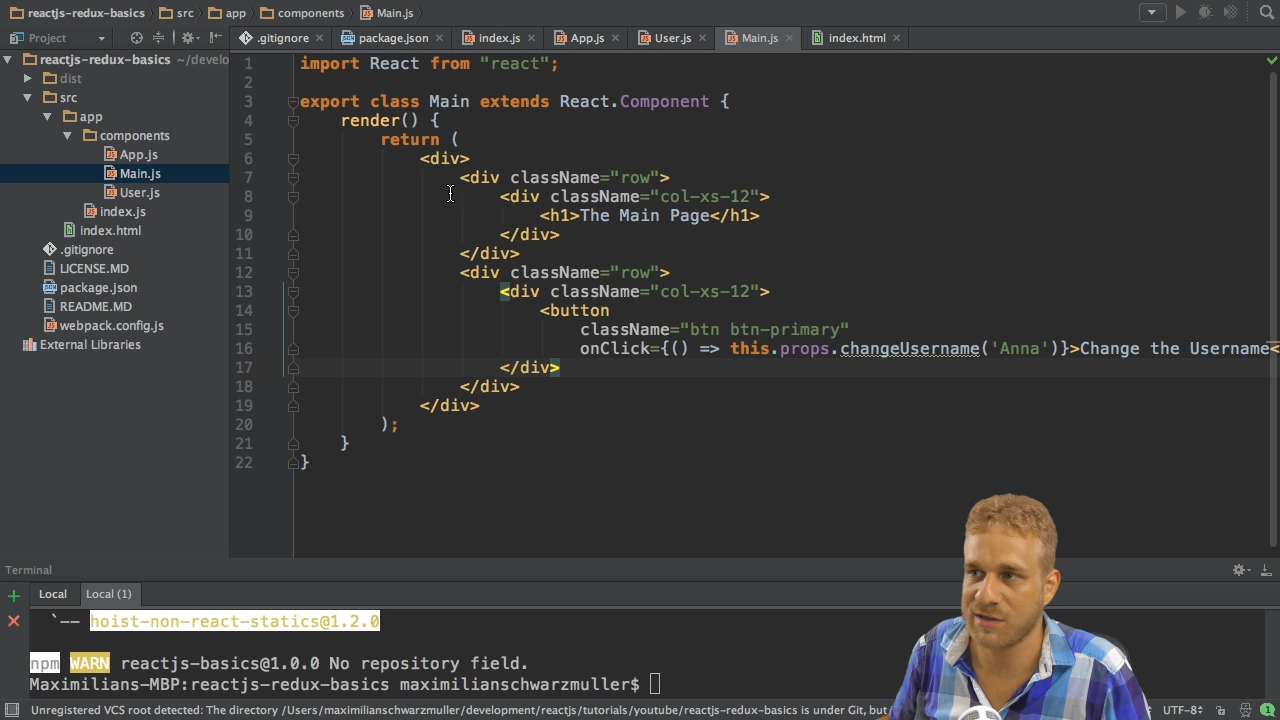 reactjs-redux-basics src app components Main.js
Project .gitignore package.json index.js App.js User.js Main.js index.html
reactjs-redux-basics ~/develo
dist
src
app
components
App.js
Main.js
User.js
index.js
index.html
.gitignore
LICENSE.MD
package.json
README.MD
webpack.config.js
External Libraries
1 import React from "react";
2
3 export class Main extends React.Component {
4 render() {
5 return (
6 <div>
7 <div className="row">
8 <div className="col-xs-12">
9 <h1>The Main Page</h1>
10 </div>
11 </div>
12 <div className="row">
13 <div className="col-xs-12">
14 <button
15 className="btn btn-primary"
16 onClick={() => this.props.changeUsername('Anna')}>Change the Username<
17 </div>
18 </div>
19 </div>
20 );
21 }
22 }
Terminal
Local Local (1)
`-- hoist-non-react-statics@1.2.0
npm WARN reactjs-basics@1.0.0 No repository field.
Maximilians-MBP:reactjs-redux-basics maximilianschwarzmuller$
Unregistered VCS root detected: The directory /Users/maximilianschwarzmuller/development/reactjs/tutorials/youtube/reactjs-redux-basics is under Git, but UTF-8 1